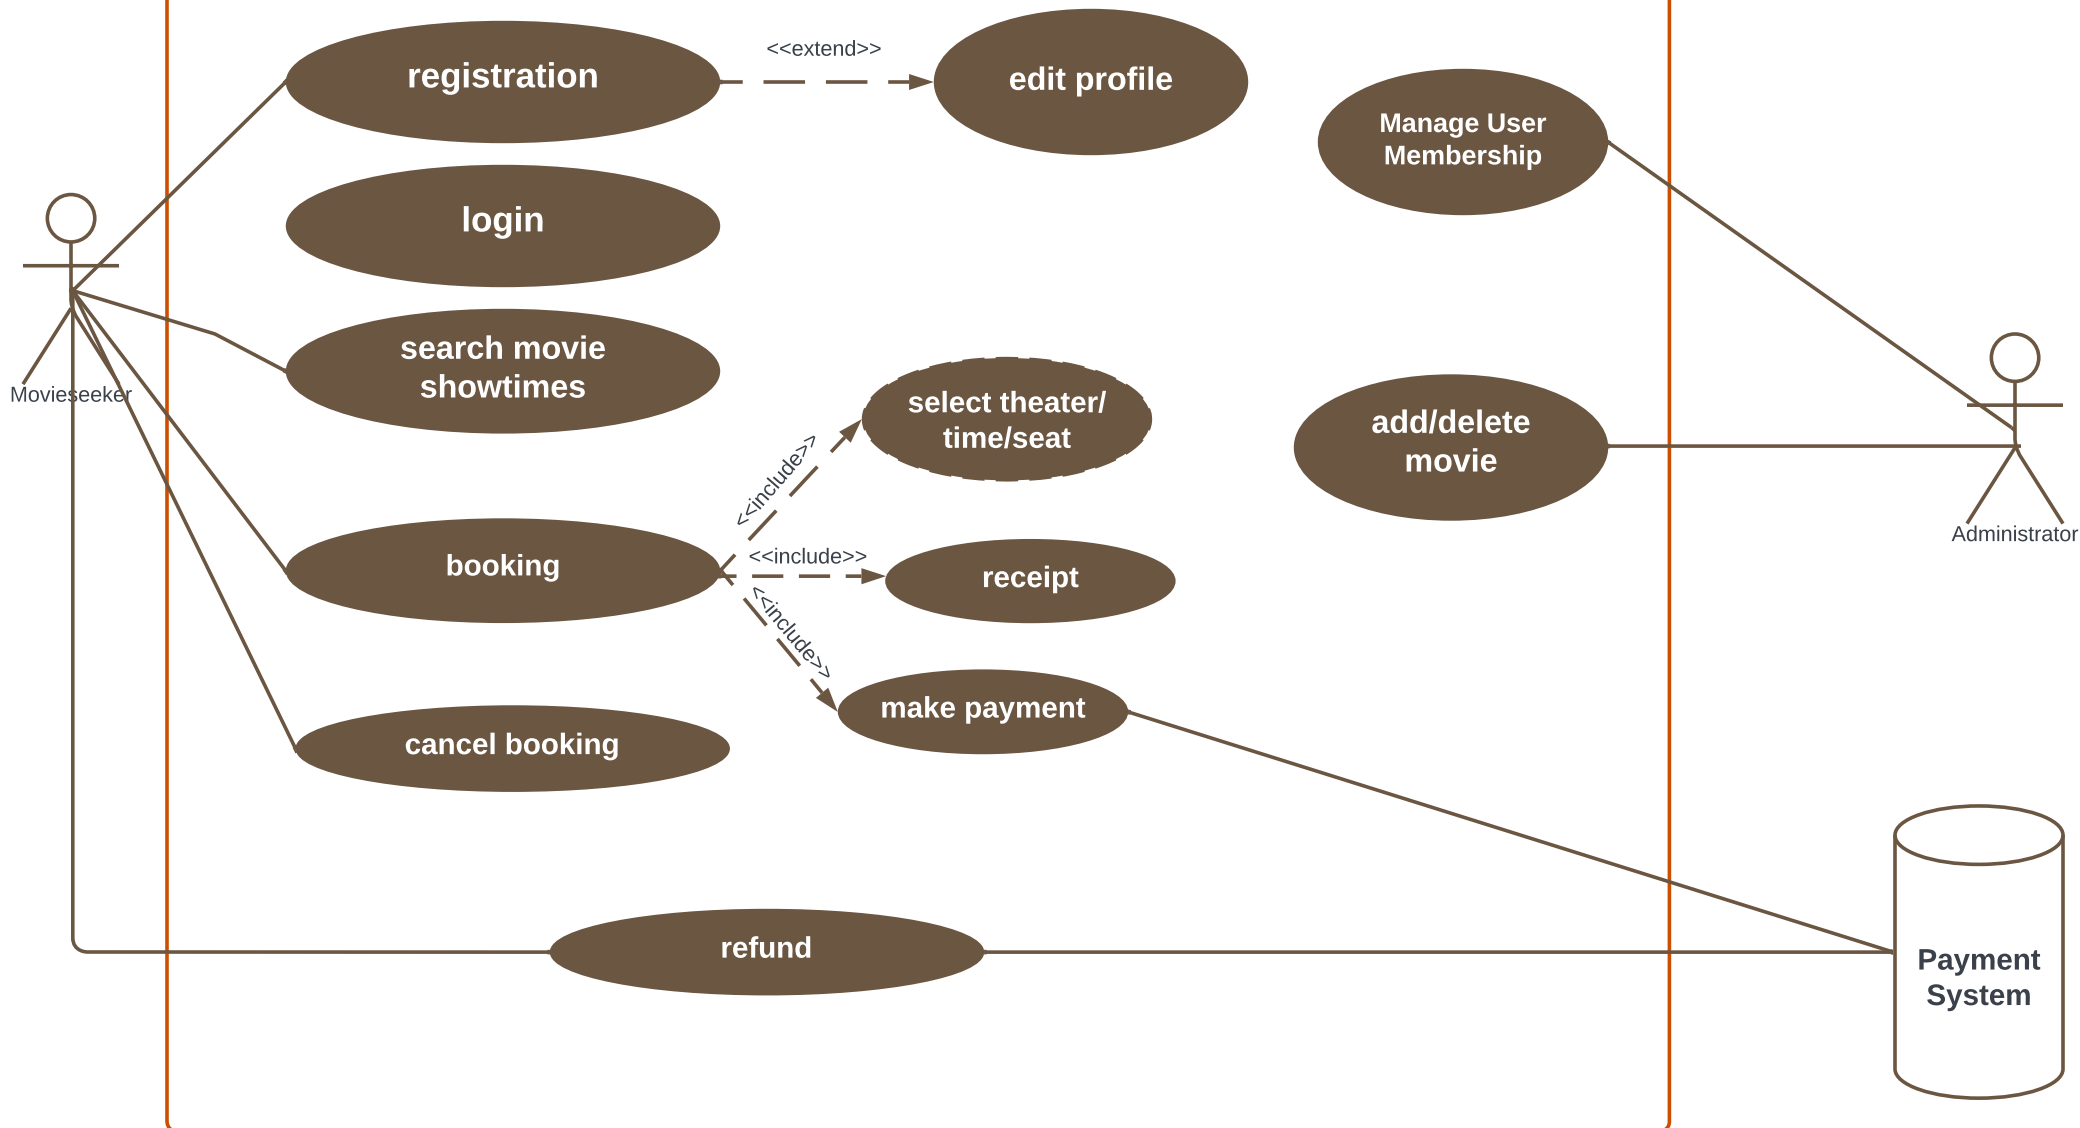 registration
<<extend>>
edit profile
Manage User
Membership
login
search movie
showtimes
Movieseeker
select theater/
time/seat
add/delete
movie
<<include>>
Administrator
booking
<<include>>
receipt
<<include>>
make payment
cancel booking
refund
Payment
System